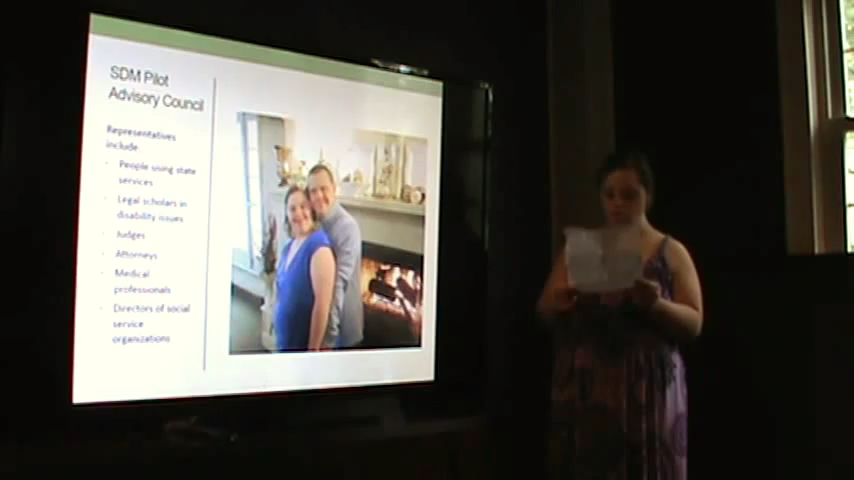 SDM Pilot
Advisory Council
Representatives
include
· People using state
services
· Legal scholars in
disability issues
· Judges
· Attorneys
· Medical
professionals
· Directors of social
service
organizations